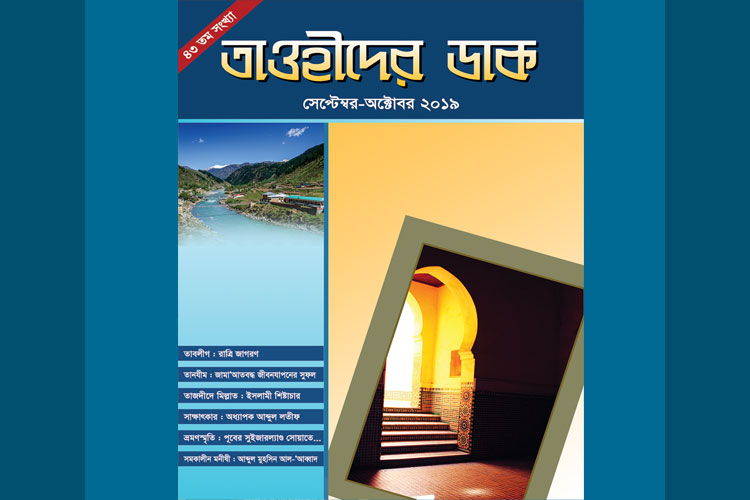 ৪৩ তম সংখ্যা
তাওহীদের ডাক
সেপ্টেম্বর-অক্টোবর ২০১৯
তাবলীগ : রাত্রি জাগরণ
তানযীম : জামা‘আতবদ্ধ জীবনযাপনের সুফল
তাজদীদে মিল্লাত : ইসলামী শিষ্টাচার
সাক্ষাৎকার : অধ্যাপক আব্দুল লতীফ
ভ্রমণস্মৃতি : পূবের সুইজারল্যাণ্ড সোয়াতে...
সমকালীন মনীষী : আব্দুল মুহসিন আল-‘আব্বাদ